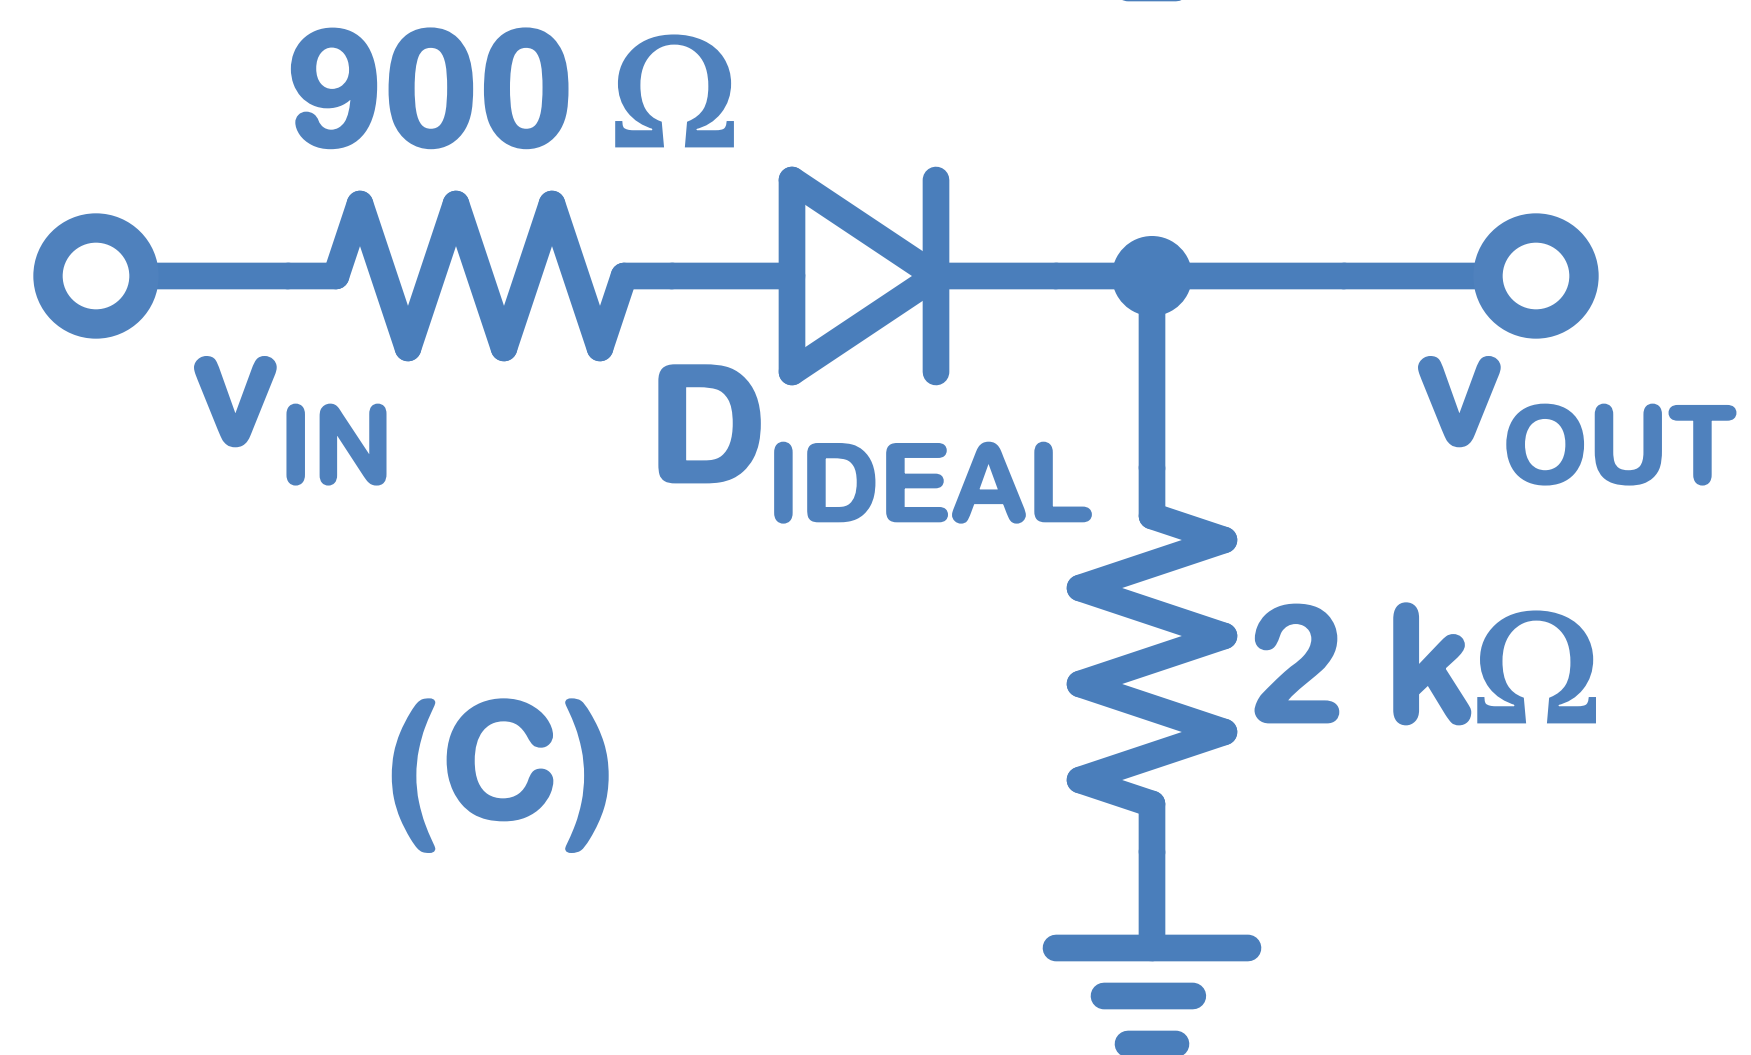 900 Ω
vIN
DIDEAL
vOUT
2 kΩ
(C)